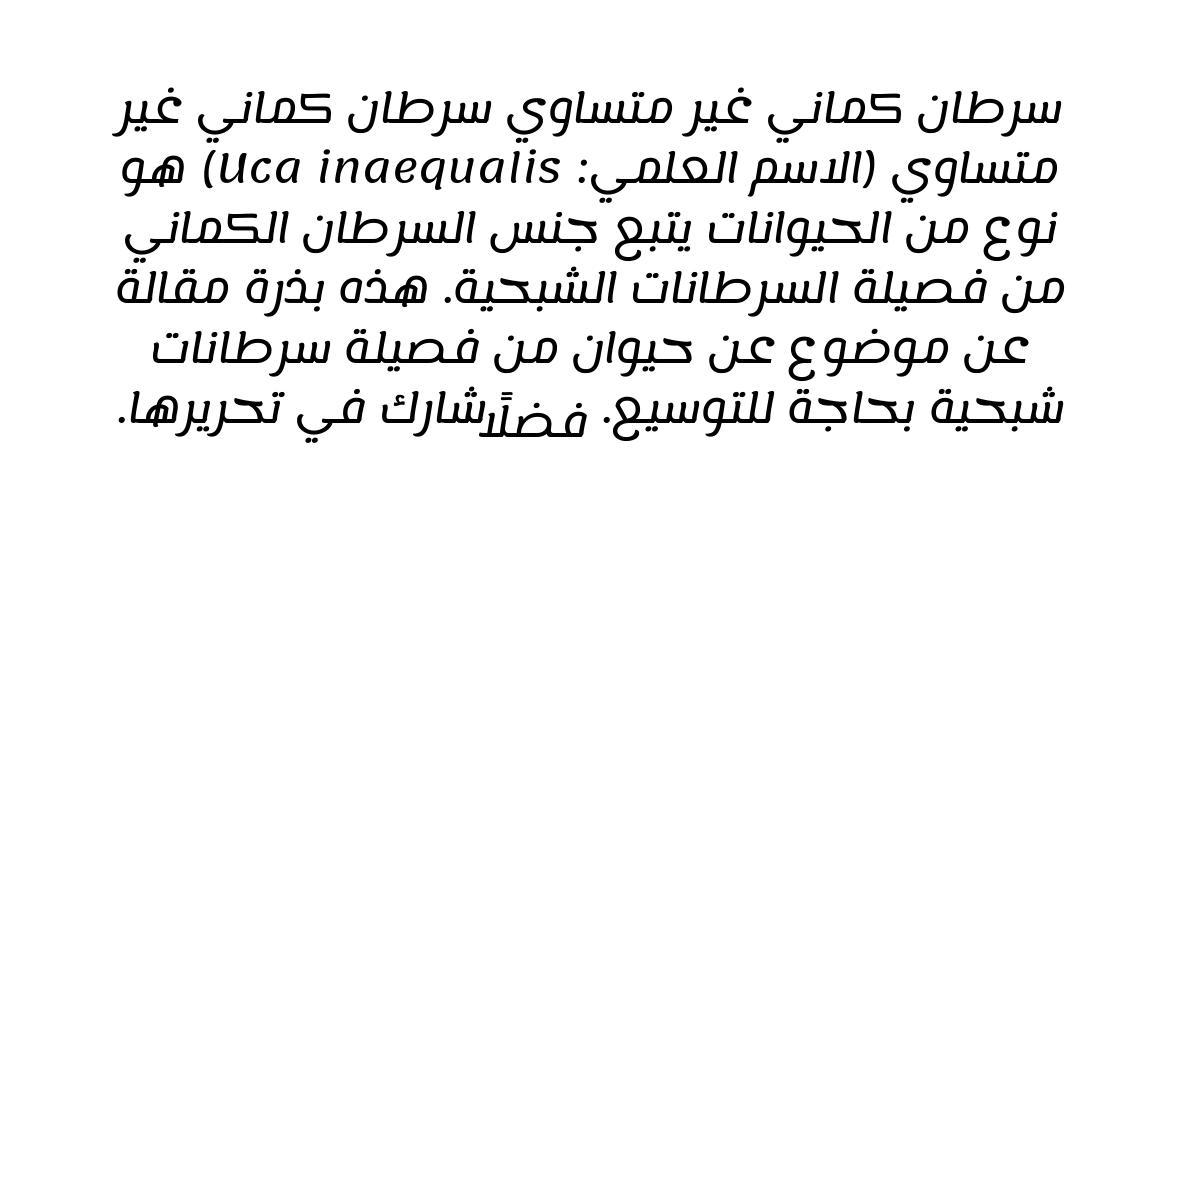 سرطان كماني غير متساوي سرطان كماني غير
متساوي (الاسم العلمي: Uca inaequalis) هو
نوع من الحيوانات يتبع جنس السرطان الكماني
من فصيلة السرطانات الشبحية. هذه بذرة مقالة
عن موضوع عن حيوان من فصيلة سرطانات
شبحية بحاجة للتوسيع. فضلًا شارك في تحريرها.